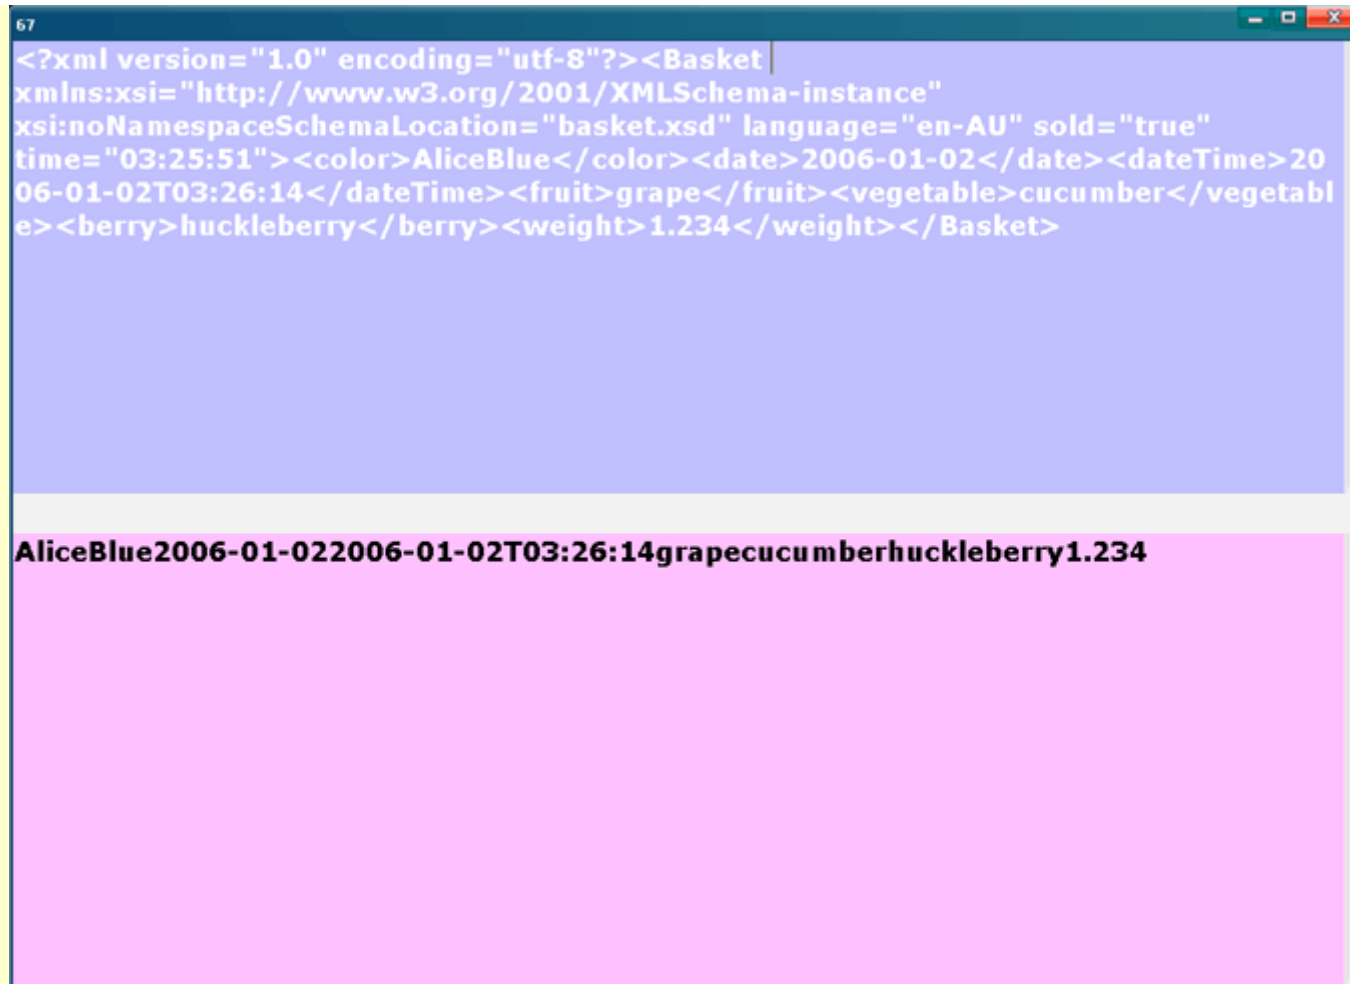 67
<?xml version="1.0" encoding="utf-8"?><Basket
xmlns:xsi="http://www.w3.org/2001/XMLSchema-instance"
xsi:noNamespaceSchemaLocation="basket.xsd" language="en-AU" sold="true"
time="03:25:51"><color>AliceBlue</color><date>2006-01-02</date><dateTime>20
06-01-02T03:26:14</dateTime><fruit>grape</fruit><vegetable>cucumber</vegetabl
e><berry>huckleberry</berry><weight>1.234</weight></Basket>
AliceBlue2006-01-022006-01-02T03:26:14grapecucumberhuckleberry1.234